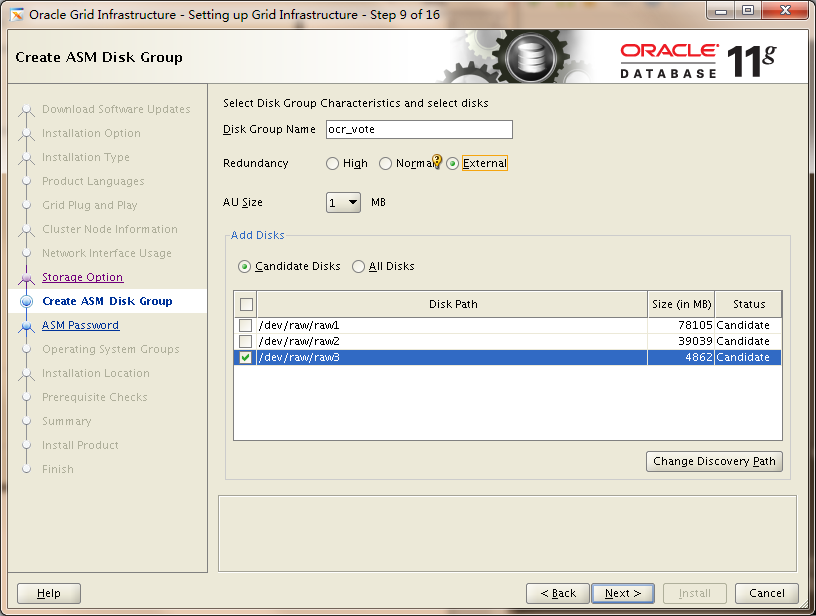 Oracle Grid Infrastructure - Setting up Grid Infrastructure - Step 9 of 16
Create ASM Disk Group
ORACLE DATABASE 11g
Download Software Updates
Installation Option
Installation Type
Product Languages
Grid Plug and Play
Cluster Node Information
Network Interface Usage
Storage Option
Create ASM Disk Group
ASM Password
Operating System Groups
Installation Location
Prerequisite Checks
Summary
Install Product
Finish
Select Disk Group Characteristics and select disks
Disk Group Name ocr_vote
Redundancy High Normal External
AU Size 1 MB
Add Disks
Candidate Disks All Disks
Disk Path Size (in MB) Status
/dev/raw/raw1 78105 Candidate
/dev/raw/raw2 39039 Candidate
/dev/raw/raw3 4862 Candidate
Change Discovery Path
Help < Back Next > Install Cancel